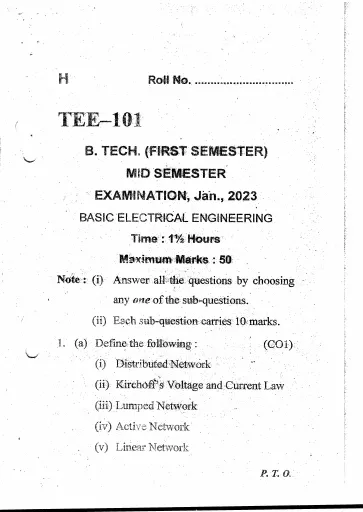 H Roll No. ................................
TEE–101
B. TECH. (FIRST SEMESTER)
MID SEMESTER
EXAMINATION, Jan., 2023
BASIC ELECTRICAL ENGINEERING
Time : 1½ Hours
Maximum Marks : 50
Note : (i) Answer all the questions by choosing
any one of the sub-questions.
(ii) Each sub-question carries 10 marks.
1. (a) Define the following : (CO1)
(i) Distributed Network
(ii) Kirchoff's Voltage and Current Law
(iii) Lumped Network
(iv) Active Network
(v) Linear Network
P. T. O.